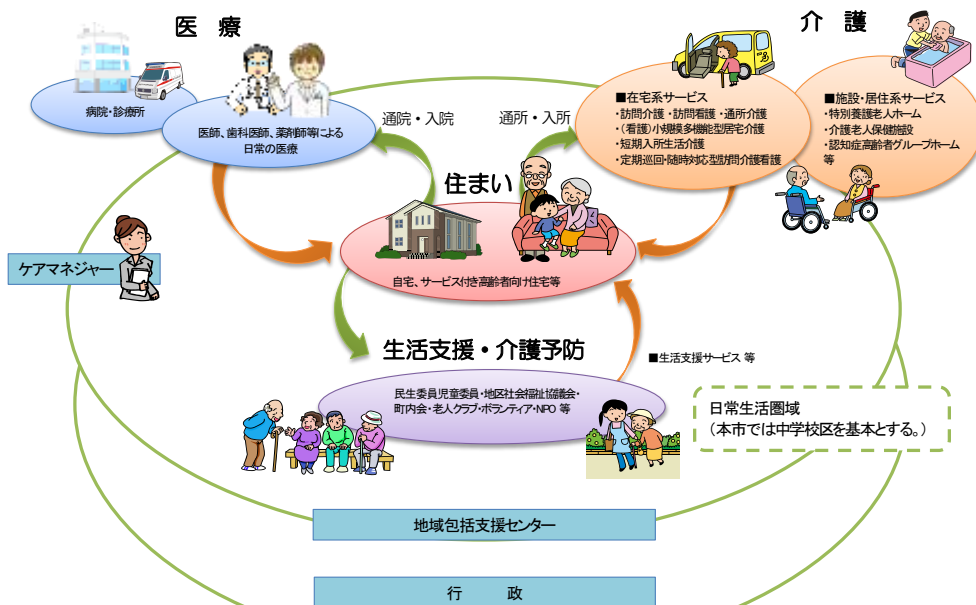 医 療
介 護
病院・診療所
医師、歯科医師、薬剤師等による
日常の医療
通院・入院
通所・入所
■在宅系サービス
・訪問介護・訪問看護・通所介護
・(看護)小規模多機能型居宅介護
・短期入所生活介護
・定期巡回・随時対応型訪問介護看護
■施設・居住系サービス
・特別養護老人ホーム
・介護老人保健施設
・認知症高齢者グループホーム
等
住まい
自宅、サービス付き高齢者向け住宅等
ケアマネジャー
生活支援・介護予防
■生活支援サービス 等
民生委員児童委員・地区社会福祉協議会・
町内会・老人クラブ・ボランティア・NPO 等
日常生活圏域
(本市では中学校区を基本とする。)
地域包括支援センター
行 政